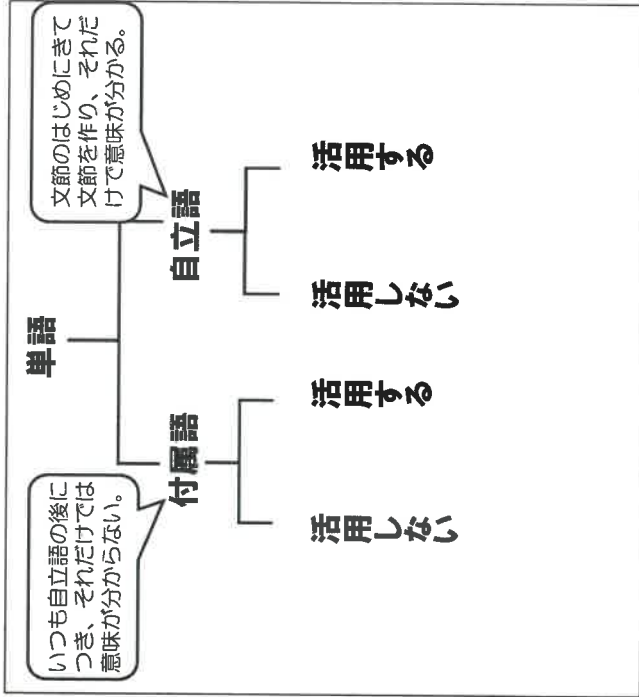 単語
文節のはじめにきて
文節を作り、それだ
けで意味が分かる。
自立語
活用する
活用しない
いつも自立語の後に
つき、それだけでは
意味が分からない。
付属語
活用する
活用しない